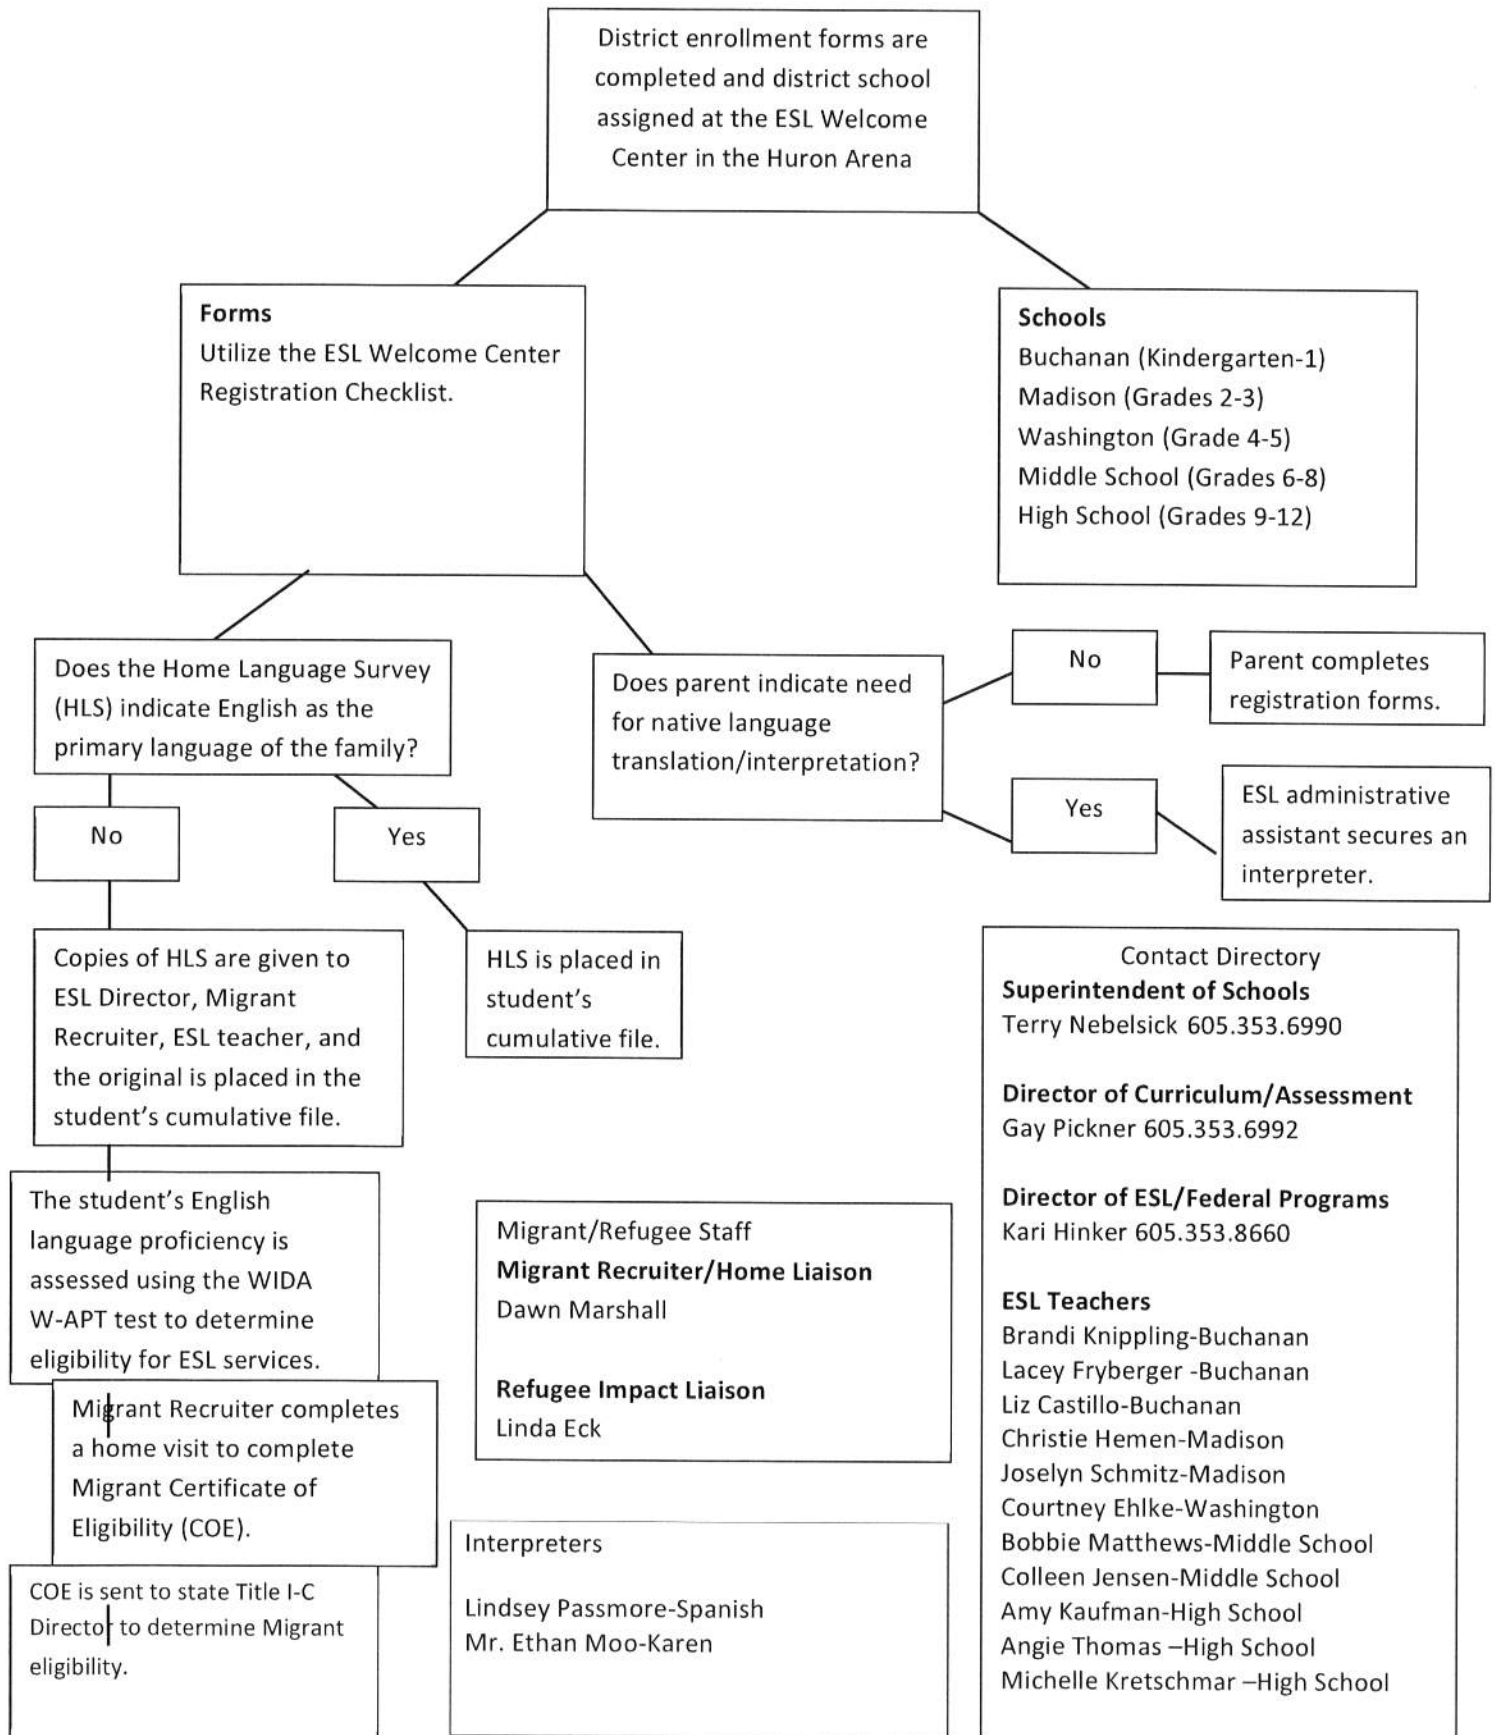 District enrollment forms are
completed and district school
assigned at the ESL Welcome
Center in the Huron Arena
Forms
Utilize the ESL Welcome Center
Registration Checklist.
Schools
Buchanan (Kindergarten-1)
Madison (Grades 2-3)
Washington (Grade 4-5)
Middle School (Grades 6-8)
High School (Grades 9-12)
Does the Home Language Survey
(HLS) indicate English as the
primary language of the family?
Does parent indicate need
for native language
translation/interpretation?
No
Parent completes
registration forms.
Yes
ESL administrative
assistant secures an
interpreter.
No
Yes
Copies of HLS are given to
ESL Director, Migrant
Recruiter, ESL teacher, and
the original is placed in the
student's cumulative file.
HLS is placed in
student's
cumulative file.
The student's English
language proficiency is
assessed using the WIDA
W-APT test to determine
eligibility for ESL services.
Migrant Recruiter completes
a home visit to complete
Migrant Certificate of
Eligibility (COE).
COE is sent to state Title I-C
Director to determine Migrant
eligibility.
Migrant/Refugee Staff
Migrant Recruiter/Home Liaison
Dawn Marshall
Refugee Impact Liaison
Linda Eck
Interpreters
Lindsey Passmore-Spanish
Mr. Ethan Moo-Karen
Contact Directory
Superintendent of Schools
Terry Nebelsick 605.353.6990
Director of Curriculum/Assessment
Gay Pickner 605.353.6992
Director of ESL/Federal Programs
Kari Hinker 605.353.8660
ESL Teachers
Brandi Knippling-Buchanan
Lacey Fryberger -Buchanan
Liz Castillo-Buchanan
Christie Hemen-Madison
Joselyn Schmitz-Madison
Courtney Ehlke-Washington
Bobbie Matthews-Middle School
Colleen Jensen-Middle School
Amy Kaufman-High School
Angie Thomas –High School
Michelle Kretschmar –High School